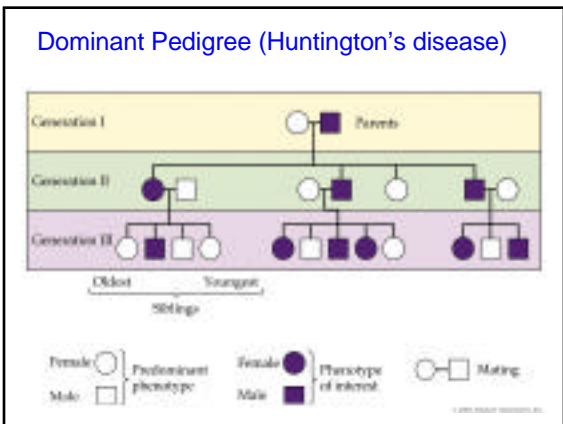 Dominant Pedigree (Huntington's disease)
Generation I
Parents
Generation II
Generation III
Oldest Youngest
Siblings
Female
Male
Predominant
phenotype
Female
Male
Phenotype
of interest
Mating